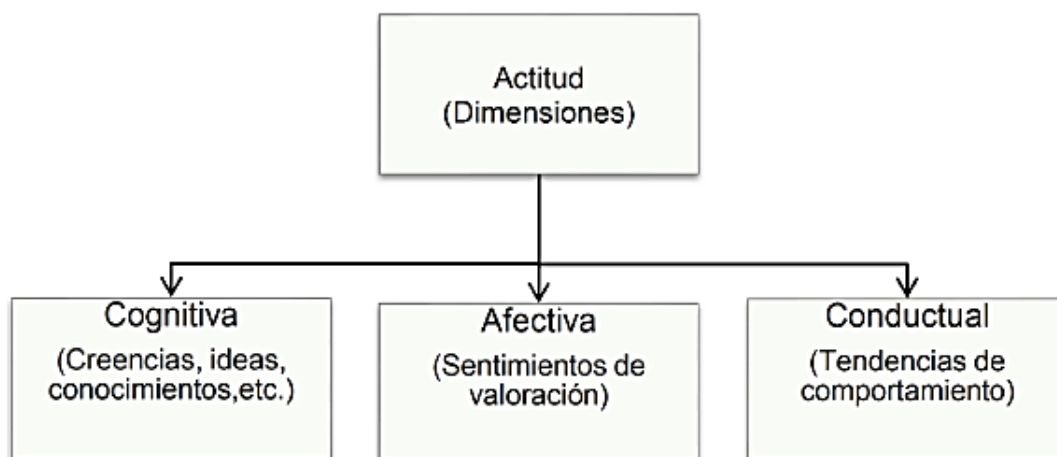 Actitud
(Dimensiones)
Cognitiva
(Creencias, ideas,
conocimientos,etc.)
Afectiva
(Sentimientos de
valoración)
Conductual
(Tendencias de
comportamiento)